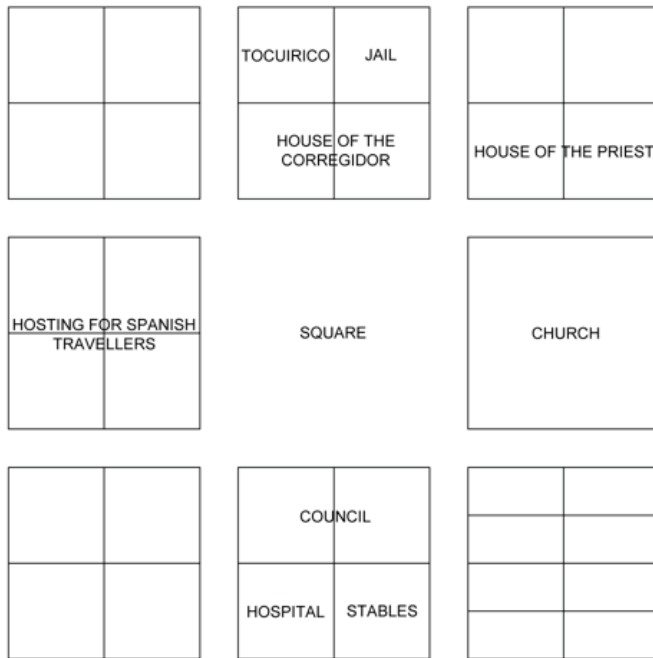 TOCUIRICO
JAIL
HOUSE OF THE
CORREGIDOR
HOUSE OF THE PRIEST
HOSTING FOR SPANISH
TRAVELLERS
SQUARE
CHURCH
COUNCIL
HOSPITAL
STABLES